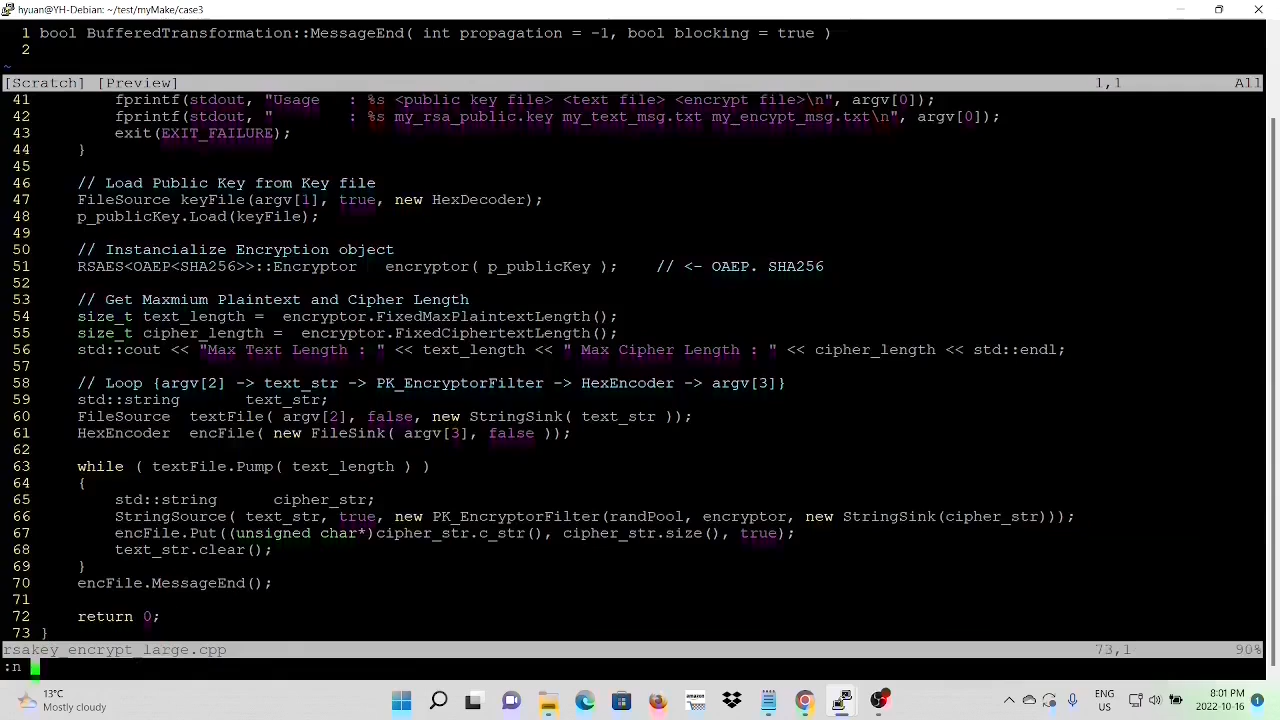 hyuan@YH-Debian: ~/test/myMake/case3
1 bool BufferedTransformation::MessageEnd( int propagation = -1, bool blocking = true )
2
~
[Scratch] [Preview] 1,1 All
41 fprintf(stdout, "Usage   : %s <public key file> <text file> <encrypt file>\n", argv[0]);
42 fprintf(stdout, "        : %s my_rsa_public.key my_text_msg.txt my_encypt_msg.txt\n", argv[0]);
43 exit(EXIT_FAILURE);
44 }
45
46 // Load Public Key from Key file
47 FileSource keyFile(argv[1], true, new HexDecoder);
48 p_publicKey.Load(keyFile);
49
50 // Instancialize Encryption object
51 RSAES<OAEP<SHA256>>::Encryptor   encryptor( p_publicKey );    // <- OAEP. SHA256
52
53 // Get Maxmium Plaintext and Cipher Length
54 size_t text_length =  encryptor.FixedMaxPlaintextLength();
55 size_t cipher_length =  encryptor.FixedCiphertextLength();
56 std::cout << "Max Text Length : " << text_length << " Max Cipher Length : " << cipher_length << std::endl;
57
58 // Loop {argv[2] -> text_str -> PK_EncryptorFilter -> HexEncoder -> argv[3]}
59 std::string       text_str;
60 FileSource  textFile( argv[2], false, new StringSink( text_str ));
61 HexEncoder  encFile( new FileSink( argv[3], false ));
62
63 while ( textFile.Pump( text_length ) )
64 {
65 std::string      cipher_str;
66 StringSource( text_str, true, new PK_EncryptorFilter(randPool, encryptor, new StringSink(cipher_str)));
67 encFile.Put((unsigned char*)cipher_str.c_str(), cipher_str.size(), true);
68 text_str.clear();
69 }
70 encFile.MessageEnd();
71
72 return 0;
73 }
rsakey_encrypt_large.cpp 73,1 90%
:n
13°C
Mostly cloudy
amazon
ENG
US
8:01 PM
2022-10-16
1